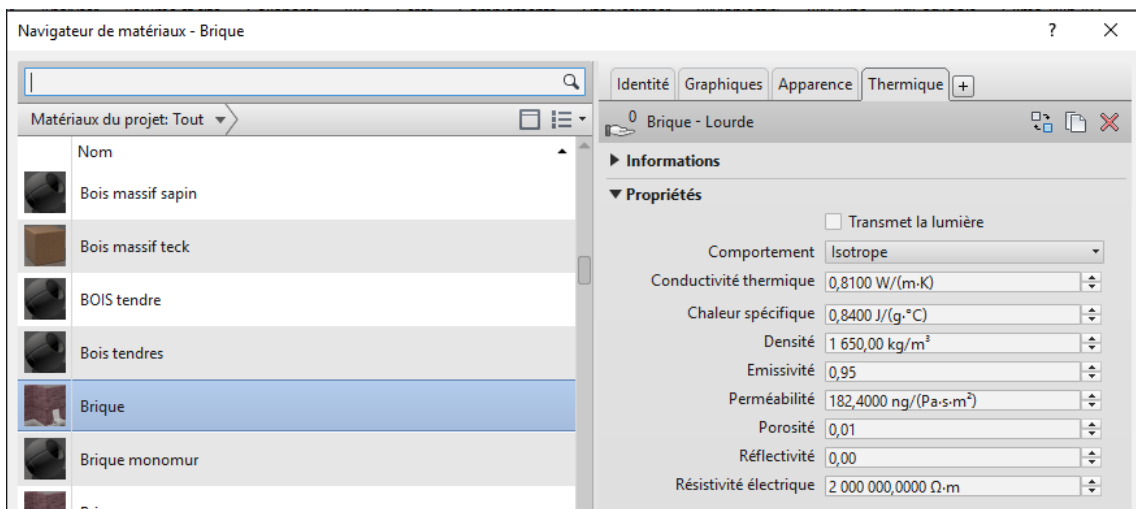 Navigateur de matériaux - Brique ? ×
Identité Graphiques Apparence Thermique +
Matériaux du projet: Tout
0 Brique - Lourde
Nom
Bois massif sapin
Bois massif teck
BOIS tendre
Bois tendres
Brique
Brique monomur
Informations
Propriétés
Transmet la lumière
Comportement Isotrope
Conductivité thermique 0,8100 W/(m·K)
Chaleur spécifique 0,8400 J/(g·°C)
Densité 1 650,00 kg/m³
Emissivité 0,95
Perméabilité 182,4000 ng/(Pa·s·m²)
Porosité 0,01
Réflectivité 0,00
Résistivité électrique 2 000 000,0000 Ω·m